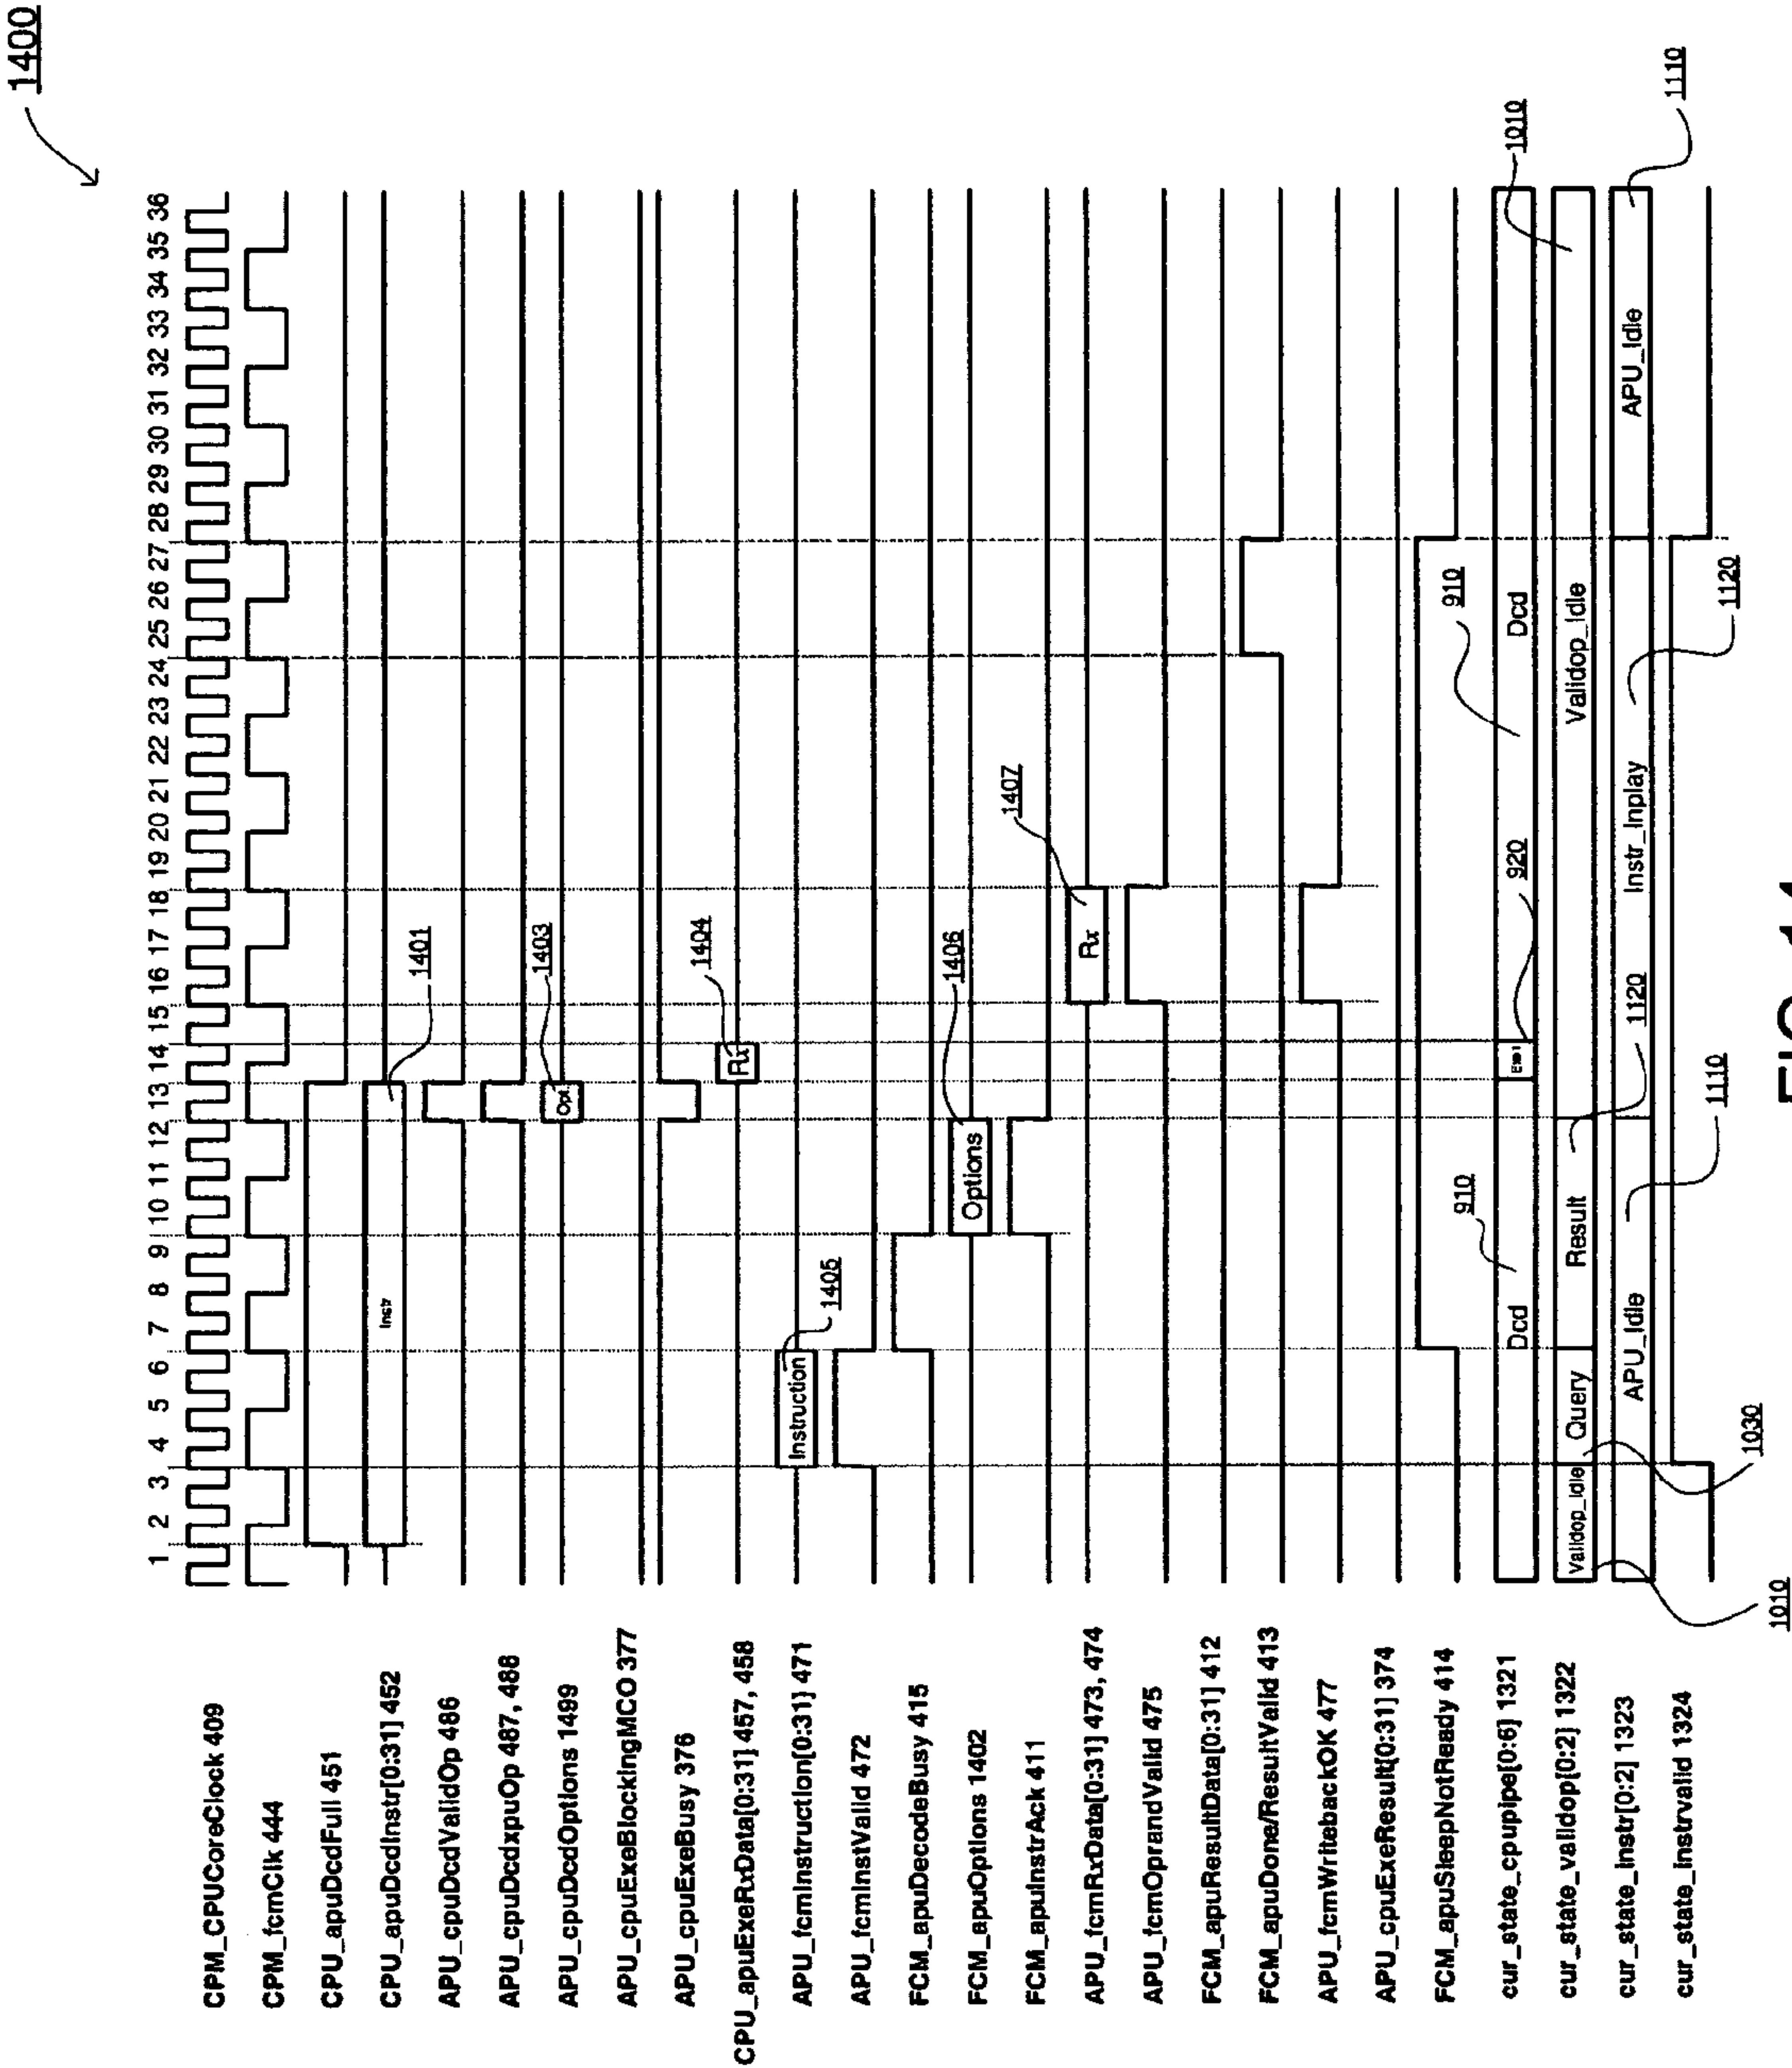 1400
1 2 3 4 5 6 7 8 9 10 11 12 13 14 15 16 17 18 19 20 21 22 23 24 25 26 27 28 29 30 31 32 33 34 35 36
CPM_CPUCoreClock 409
CPM_fcmClk 444
CPU_apuDcdFull 451
CPU_apuDcdInstr[0:31] 452
Instr
1401
APU_cpuDcdValidOp 486
APU_cpuDcdxpuOp 487, 488
APU_cpuDcdOptions 1499
Opt.
1403
APU_cpuExeBlockingMCO 377
APU_cpuExeBusy 376
CPU_apuExeRxData[0:31] 457, 458
Rx
1404
APU_fcmInstruction[0:31] 471
Instruction
1405
APU_fcmInstValid 472
FCM_apuDecodeBusy 415
FCM_apuOptions 1402
Options
1406
FCM_apuInstrAck 411
APU_fcmRxData[0:31] 473, 474
Rx
1407
APU_fcmOprandValid 475
FCM_apuResultData[0:31] 412
FCM_apuDone/ResultValid 413
APU_fcmWritebackOK 477
APU_cpuExeResult[0:31] 374
FCM_apuSleepNotReady 414
910
920
910
cur_state_cpupipe[0:6] 1321
Dcd
Dcd
1010
cur_state_validop[0:2] 1322
Validop_Idle
Query
Result
Validop_Idle
1120
1110
cur_state_instr[0:2] 1323
APU_Idle
Instr_Inplay
APU_Idle
cur_state_instrvalid 1324
1010
1030
1110
1120